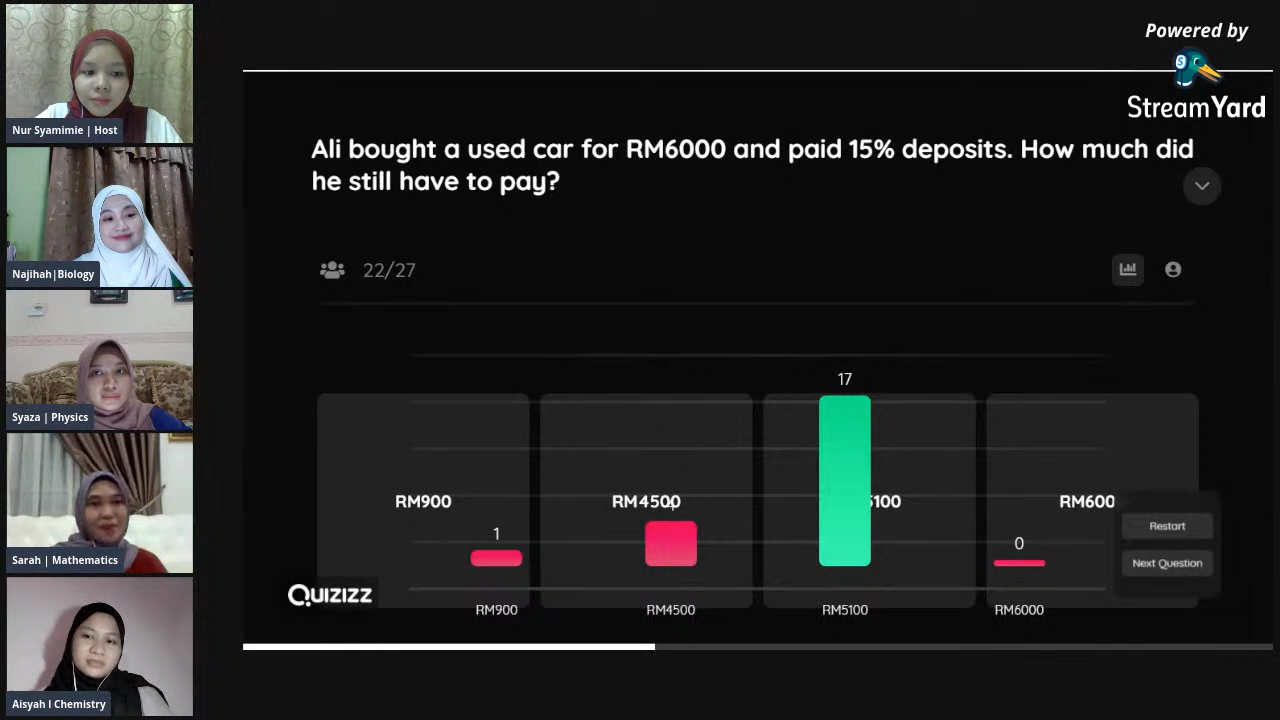 Powered by
StreamYard
Nur Syamimie | Host
Najihah|Biology
Syaza | Physics
Sarah | Mathematics
Aisyah l Chemistry
Ali bought a used car for RM6000 and paid 15% deposits. How much did
he still have to pay?
22/27
17
RM900
RM4500
5100
RM600
1
4
0
Restart
Next Question
Quizizz
RM900
RM4500
RM5100
RM6000